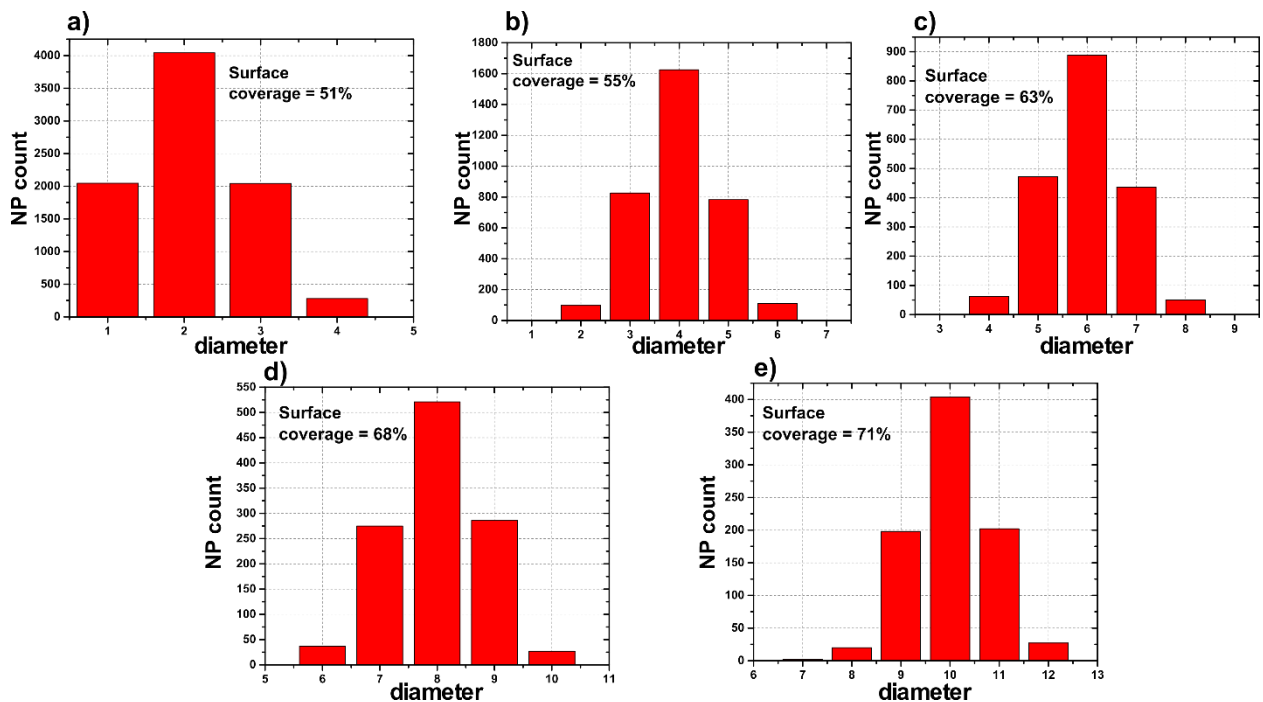 a)
4000
3500
3000
2500
2000
1500
1000
500
0
NP count
Surface
coverage = 51%
1 2 3 4 5
diameter
b)
1800
1600
1400
1200
1000
800
600
400
200
0
NP count
Surface
coverage = 55%
1 2 3 4 5 6 7
diameter
c)
900
800
700
600
500
400
300
200
100
0
NP count
Surface
coverage = 63%
3 4 5 6 7 8 9
diameter
d)
550
500
450
400
350
300
250
200
150
100
50
0
NP count
Surface
coverage = 68%
5 6 7 8 9 10 11
diameter
e)
400
350
300
250
200
150
100
50
0
NP count
Surface
coverage = 71%
6 7 8 9 10 11 12 13
diameter